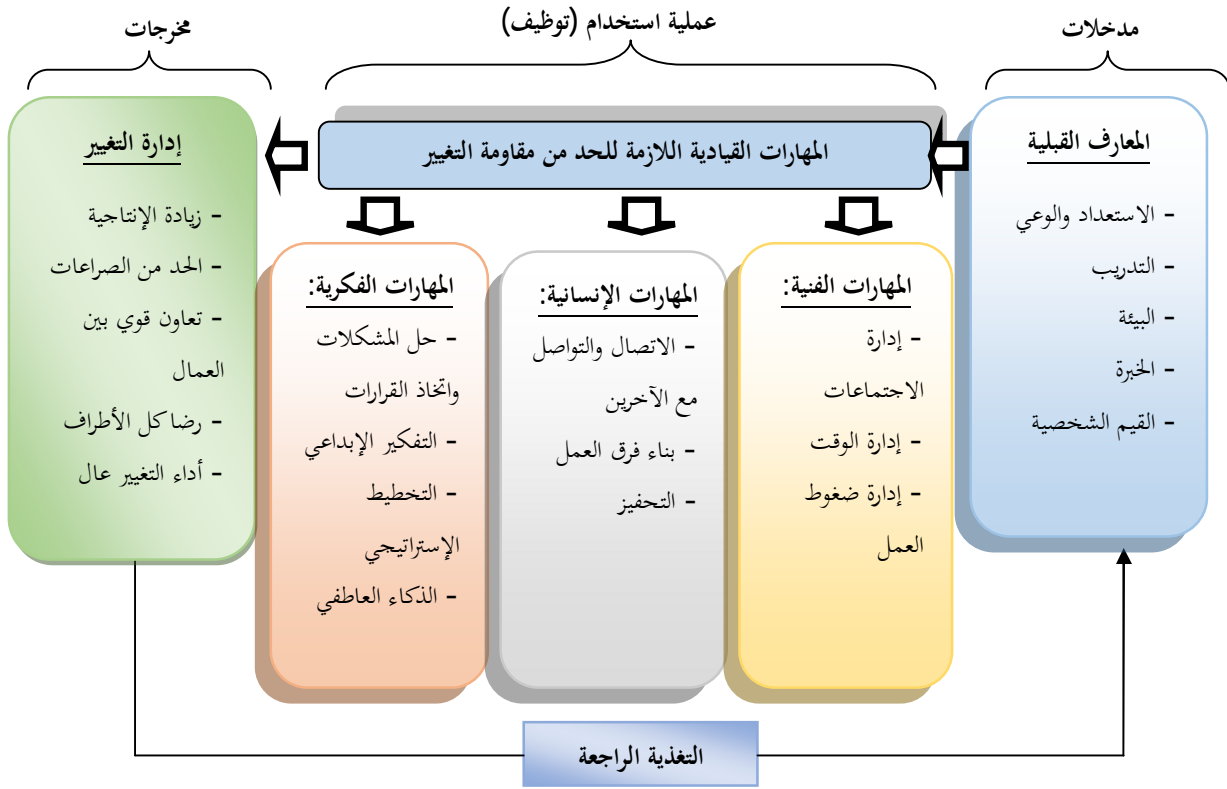 مدخلات
عملية استخدام (توظيف)
مخرجات
المعارف القبلية
- الاستعداد والوعي
- التدريب
- البيئة
- الخبرة
- القيم الشخصية
المهارات القيادية اللازمة للحد من مقاومة التغيير
المهارات الفنية:
- إدارة
الاجتماعات
- إدارة الوقت
- إدارة ضغوط
العمل
المهارات الإنسانية:
- الاتصال والتواصل
مع الآخرين
- بناء فرق العمل
- التحفيز
المهارات الفكرية:
- حل المشكلات
واتخاذ القرارات
- التفكير الإبداعي
- التخطيط
الإستراتيجي
- الذكاء العاطفي
إدارة التغيير
- زيادة الإنتاجية
- الحد من الصراعات
- تعاون قوي بين
العمال
- رضا كل الأطراف
- أداء التغيير عال
التغذية الراجعة